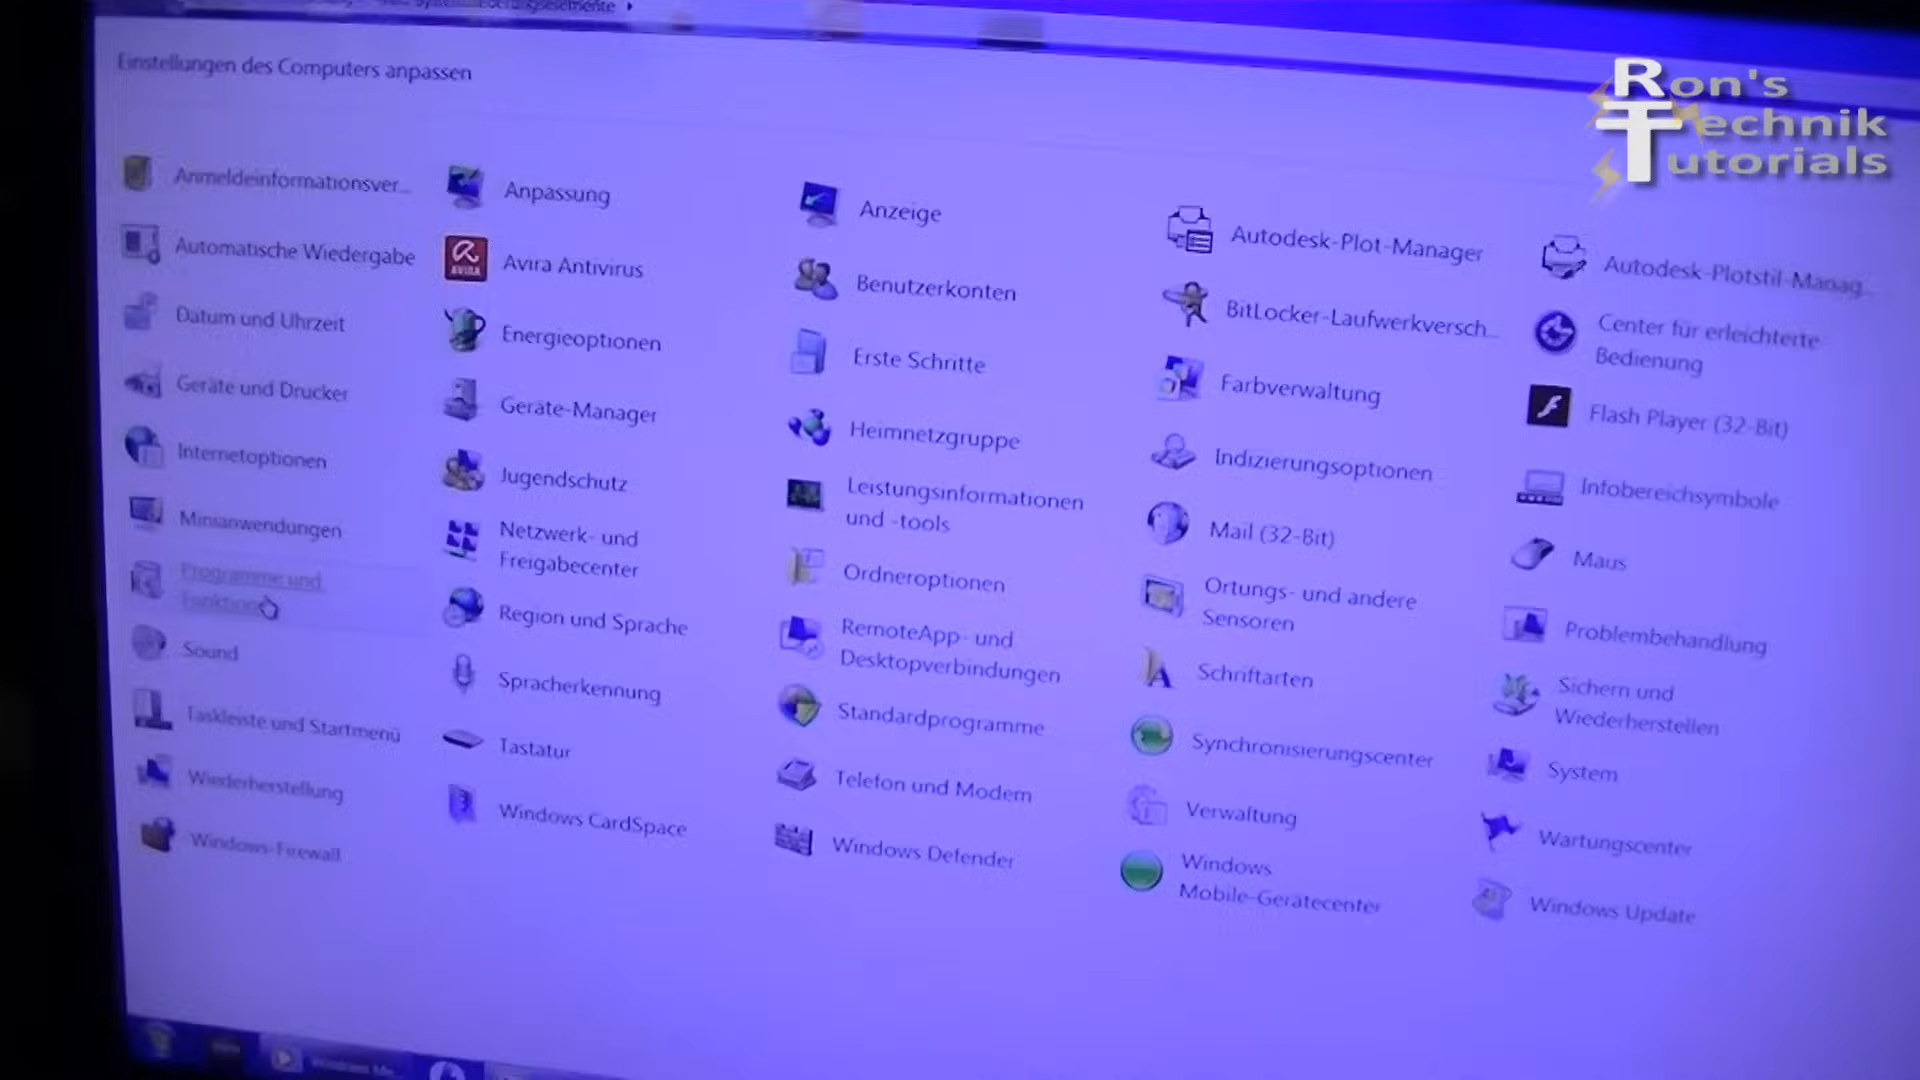 Einstellungen des Computers anpassen
Ron's
Technik
Tutorials
Anmeldeinformationsver...
Anpassung
Anzeige
Autodesk-Plot-Manager
Autodesk-Plotstil-Manag...
Automatische Wiedergabe
Avira Antivirus
Benutzerkonten
BitLocker-Laufwerkversch...
Center für erleichterte
Bedienung
Datum und Uhrzeit
Energieoptionen
Erste Schritte
Farbverwaltung
Flash Player (32-Bit)
Geräte und Drucker
Geräte-Manager
Heimnetzgruppe
Indizierungsoptionen
Infobereichsymbole
Internetoptionen
Jugendschutz
Leistungsinformationen
und -tools
Mail (32-Bit)
Maus
Minianwendungen
Netzwerk- und
Freigabecenter
Ordneroptionen
Ortungs- und andere
Sensoren
Problembehandlung
Programme und
Funktionen
Region und Sprache
RemoteApp- und
Desktopverbindungen
Schriftarten
Sichern und
Wiederherstellen
Sound
Spracherkennung
Standardprogramme
Synchronisierungscenter
System
Taskleiste und Startmenü
Tastatur
Telefon und Modem
Verwaltung
Wartungscenter
Wiederherstellung
Windows CardSpace
Windows Defender
Windows
Mobile-Gerätecenter
Windows Update
Windows-Firewall
AVIRA